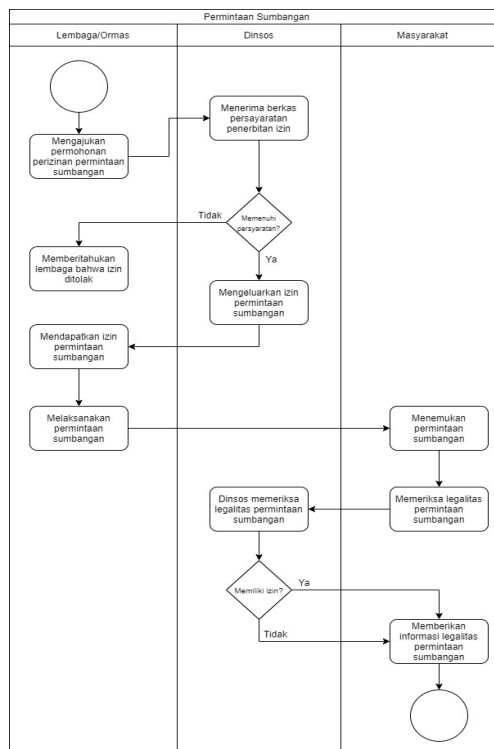 Permintaan Sumbangan
Lembaga/Ormas
Dinsos
Masyarakat
Mengajukan
permohonan
perizinan permintaan
sumbangan
Menerima berkas
persayaratan
penerbitan izin
Memenuhi
persyaratan?
Tidak
Ya
Memberitahukan
lembaga bahwa izin
ditolak
Mengeluarkan izin
permintaan
sumbangan
Mendapatkan izin
permintaan
sumbangan
Melaksanakan
permintaan
sumbangan
Menemukan
permintaan
sumbangan
Memeriksa legalitas
permintaan
sumbangan
Dinsos memeriksa
legalitas permintaan
sumbangan
Memiliki izin?
Ya
Tidak
Memberikan
informasi legalitas
permintaan
sumbangan